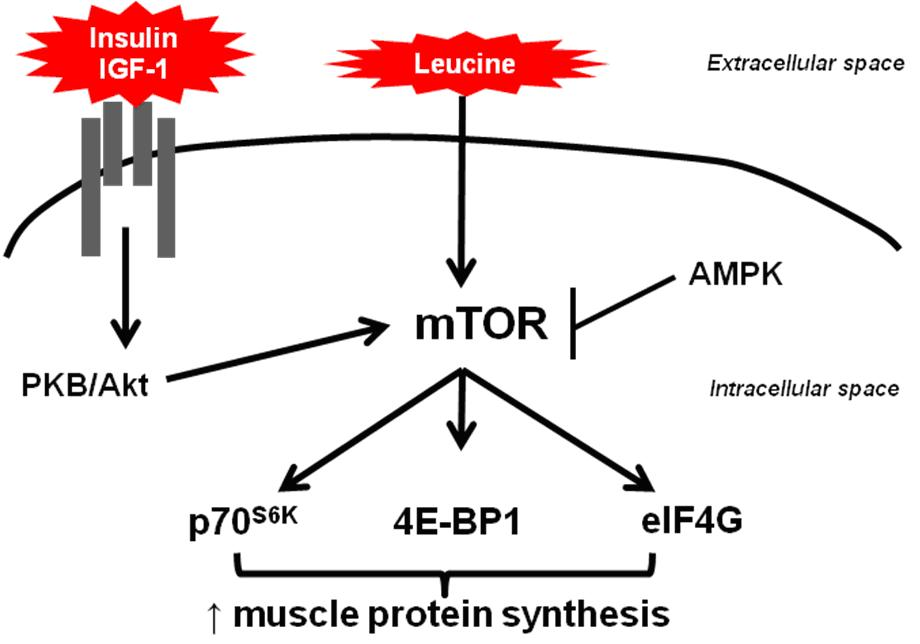 Insulin
IGF-1
Leucine
Extracellular space
AMPK
mTOR
PKB/Akt
Intracellular space
p70S6K
4E-BP1
eIF4G
↑ muscle protein synthesis